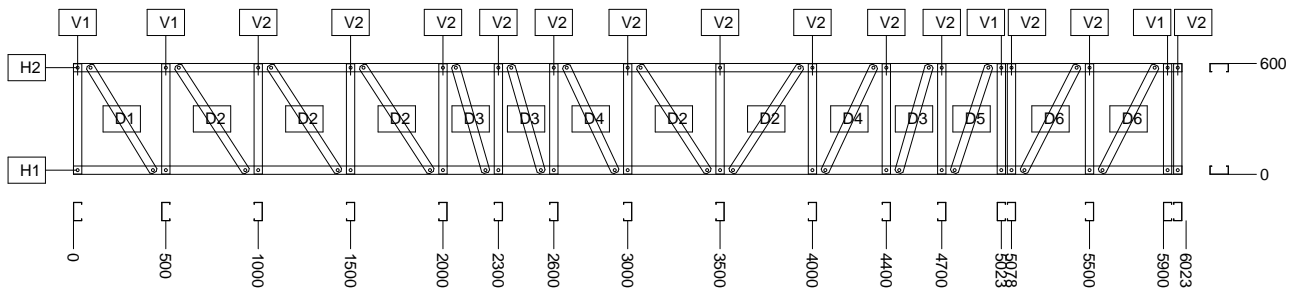 V1 V1 V2 V2 V2 V2 V2 V2 V2 V2 V2 V2 V1 V2 V2 V1 V2
H2
600
D1 D2 D2 D2 D3 D3 D4 D2 D2 D4 D3 D5 D6 D6
H1
0
0 500 1000 1500 2000 2300 2600 3000 3500 4000 4400 4700 5023 5078 5500 5900 6023